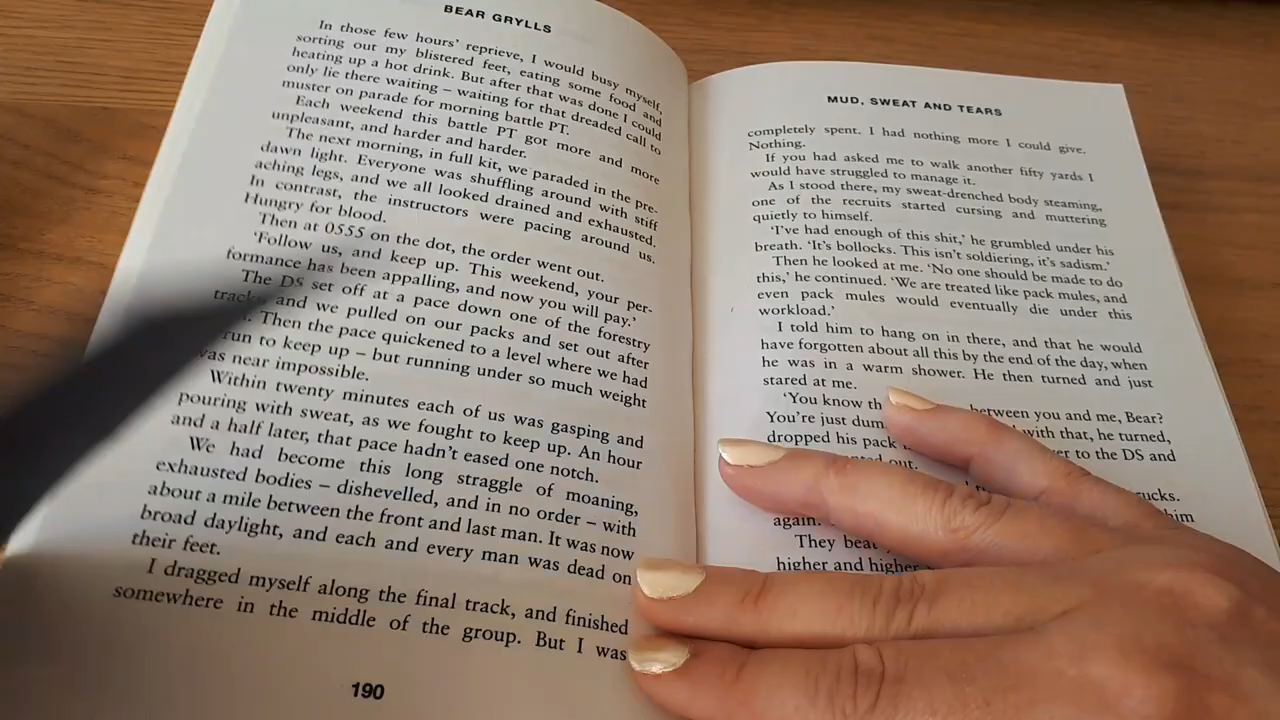 BEAR GRYLLS
In those few hours' reprieve, I would busy myself,
sorting out my blistered feet, eating some food and
heating up a hot drink. But after that was done I could
only lie there waiting – waiting for that dreaded call to
muster on parade for morning battle PT.
Each weekend this battle PT got more and more
unpleasant, and harder and harder.
The next morning, in full kit, we paraded in the pre-
dawn light. Everyone was shuffling around with stiff
aching legs, and we all looked drained and exhausted.
In contrast, the instructors were pacing around us.
Hungry for blood.
Then at 0555 on the dot, the order went out.
'Follow us, and keep up. This weekend, your per-
formance has been appalling, and now you will pay.'
The DS set off at a pace down one of the forestry
tracks and we pulled on our packs and set out after
Then the pace quickened to a level where we had
run to keep up – but running under so much weight
was near impossible.
Within twenty minutes each of us was gasping and
pouring with sweat, as we fought to keep up. An hour
and a half later, that pace hadn't eased one notch.
We had become this long straggle of moaning,
exhausted bodies – dishevelled, and in no order – with
about a mile between the front and last man. It was now
broad daylight, and each and every man was dead on
their feet.
I dragged myself along the final track, and finished
somewhere in the middle of the group. But I was
190
MUD, SWEAT AND TEARS
completely spent. I had nothing more I could give.
Nothing.
If you had asked me to walk another fifty yards I
would have struggled to manage it.
As I stood there, my sweat-drenched body steaming,
one of the recruits started cursing and muttering
quietly to himself.
'I've had enough of this shit,' he grumbled under his
breath. 'It's bollocks. This isn't soldiering, it's sadism.'
Then he looked at me. 'No one should be made to do
this,' he continued. 'We are treated like pack mules, and
even pack mules would eventually die under this
workload.'
I told him to hang on in there, and that he would
have forgotten about all this by the end of the day, when
he was in a warm shower. He then turned and just
stared at me.
'You know between you and me, Bear?
You're just with that, he turned,
dropped his pack to the DS and
out.
again.
They beat
higher and higher